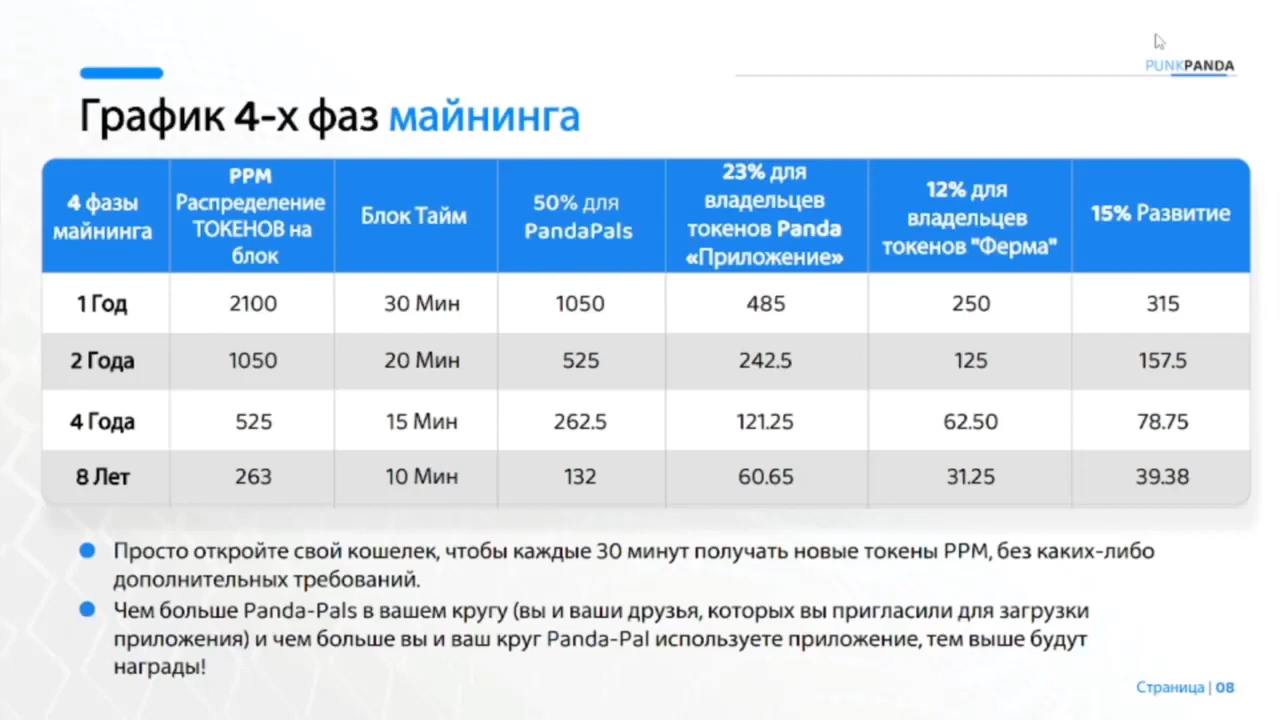 PUNKPANDA
График 4-х фаз майнинга
4 фазы
майнинга
PPM
Распределение
ТОКЕНОВ на
блок
Блок Тайм
50% для
PandaPals
23% для
владельцев
токенов Panda
«Приложение»
12% для
владельцев
токенов "Ферма"
15% Развитие
1 Год 2100 30 Мин 1050 485 250 315
2 Года 1050 20 Мин 525 242.5 125 157.5
4 Года 525 15 Мин 262.5 121.25 62.50 78.75
8 Лет 263 10 Мин 132 60.65 31.25 39.38
Просто откройте свой кошелек, чтобы каждые 30 минут получать новые токены PPM, без каких-либо
дополнительных требований.
Чем больше Panda-Pals в вашем кругу (вы и ваши друзья, которых вы пригласили для загрузки
приложения) и чем больше вы и ваш круг Panda-Pal используете приложение, тем выше будут
награды!
Страница | 08